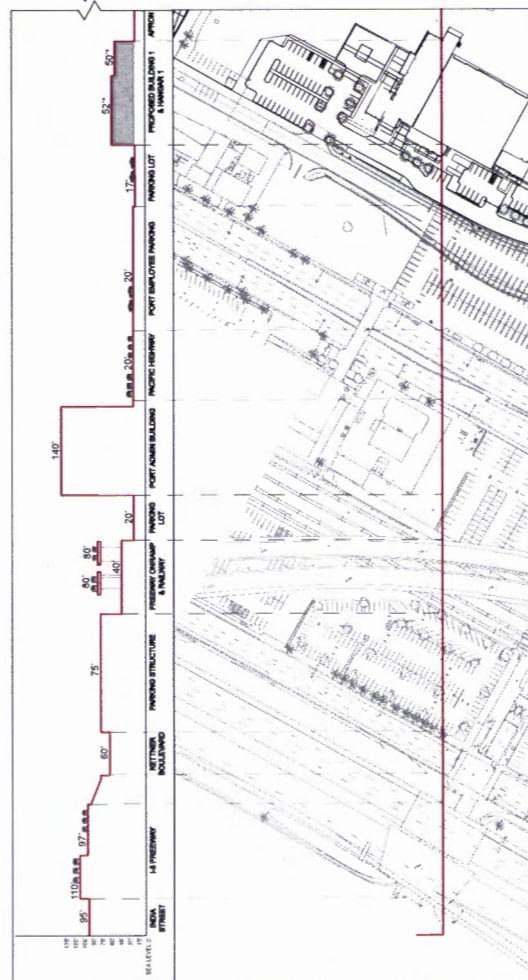 95'
110'
97'
60'
75'
80'
80'
40'
20'
140'
20'
20'
17'
52'*
50'*
SEA LEVEL 0'
INDIA
STREET
I-5 FREEWAY
KETTNER
BOULEVARD
PARKING STRUCTURE
FREEWAY ONRAMP
& RAILWAY
PARKING
LOT
PORT ADMIN BUILDING
PACIFIC HIGHWAY
PORT EMPLOYEE PARKING
PARKING LOT
PROPOSED BUILDING 1
& HANGAR 1
APRON